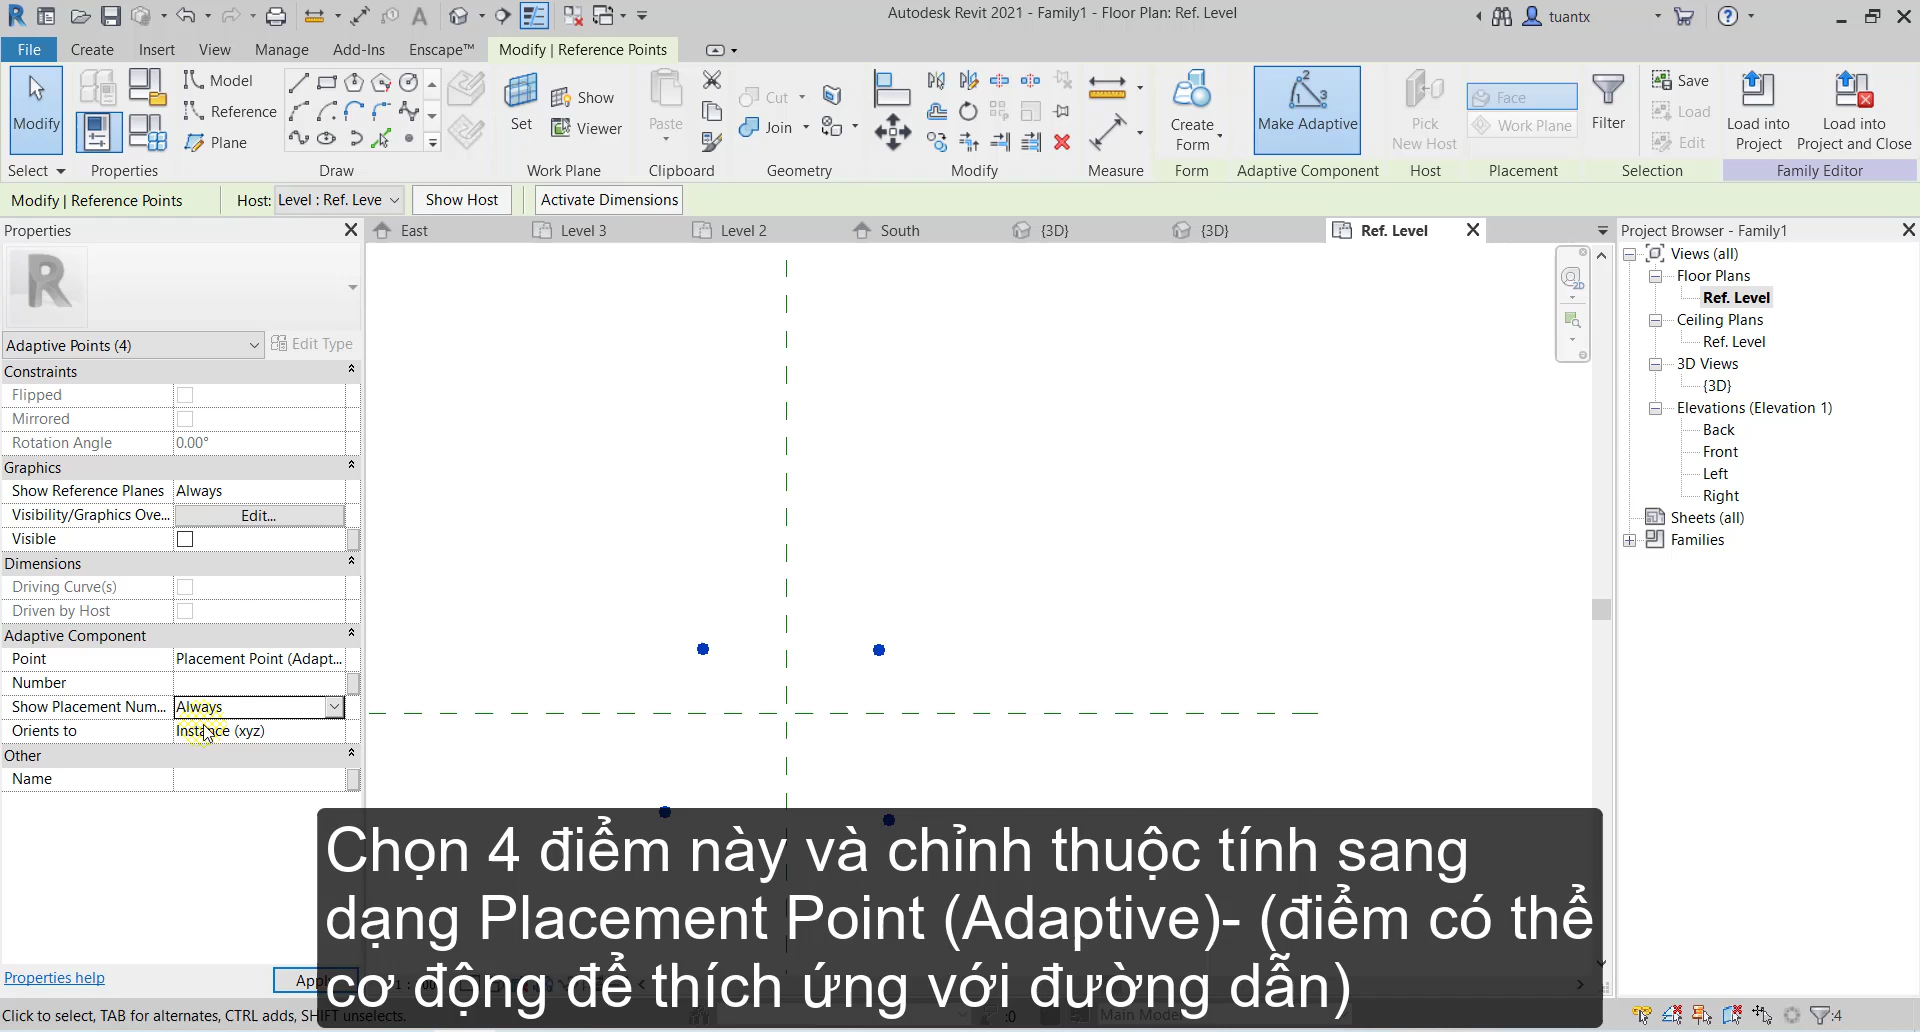 Autodesk Revit 2021 - Family1 - Floor Plan: Ref. Level
tuantx
File Create Insert View Manage Add-Ins Enscape™ Modify | Reference Points
Modify
Model
Reference
Plane
Set
Show
Viewer
Paste
Cut
Join
Create Form
Make Adaptive
Pick New Host
Face
Work Plane
Filter
Save
Load
Edit
Load into Project
Load into Project and Close
Select Properties Draw Work Plane Clipboard Geometry Modify Measure Form Adaptive Component Host Placement Selection Family Editor
Modify | Reference Points Host: Level : Ref. Leve Show Host Activate Dimensions
Properties
East Level 3 Level 2 South {3D} {3D} Ref. Level
Adaptive Points (4) Edit Type
Constraints
Flipped
Mirrored
Rotation Angle 0.00°
Graphics
Show Reference Planes Always
Visibility/Graphics Ove... Edit...
Visible
Dimensions
Driving Curve(s)
Driven by Host
Adaptive Component
Point Placement Point (Adapt...
Number
Show Placement Num... Always
Orients to Instance (xyz)
Other
Name
Properties help
Project Browser - Family1
Views (all)
Floor Plans
Ref. Level
Ceiling Plans
Ref. Level
3D Views
{3D}
Elevations (Elevation 1)
Back
Front
Left
Right
Sheets (all)
Families
Chọn 4 điểm này và chỉnh thuộc tính sang
dạng Placement Point (Adaptive)- (điểm có thể
cơ động để thích ứng với đường dẫn)
Click to select, TAB for alternates, CTRL adds, SHIFT unselects.
:0
Main Model
:4